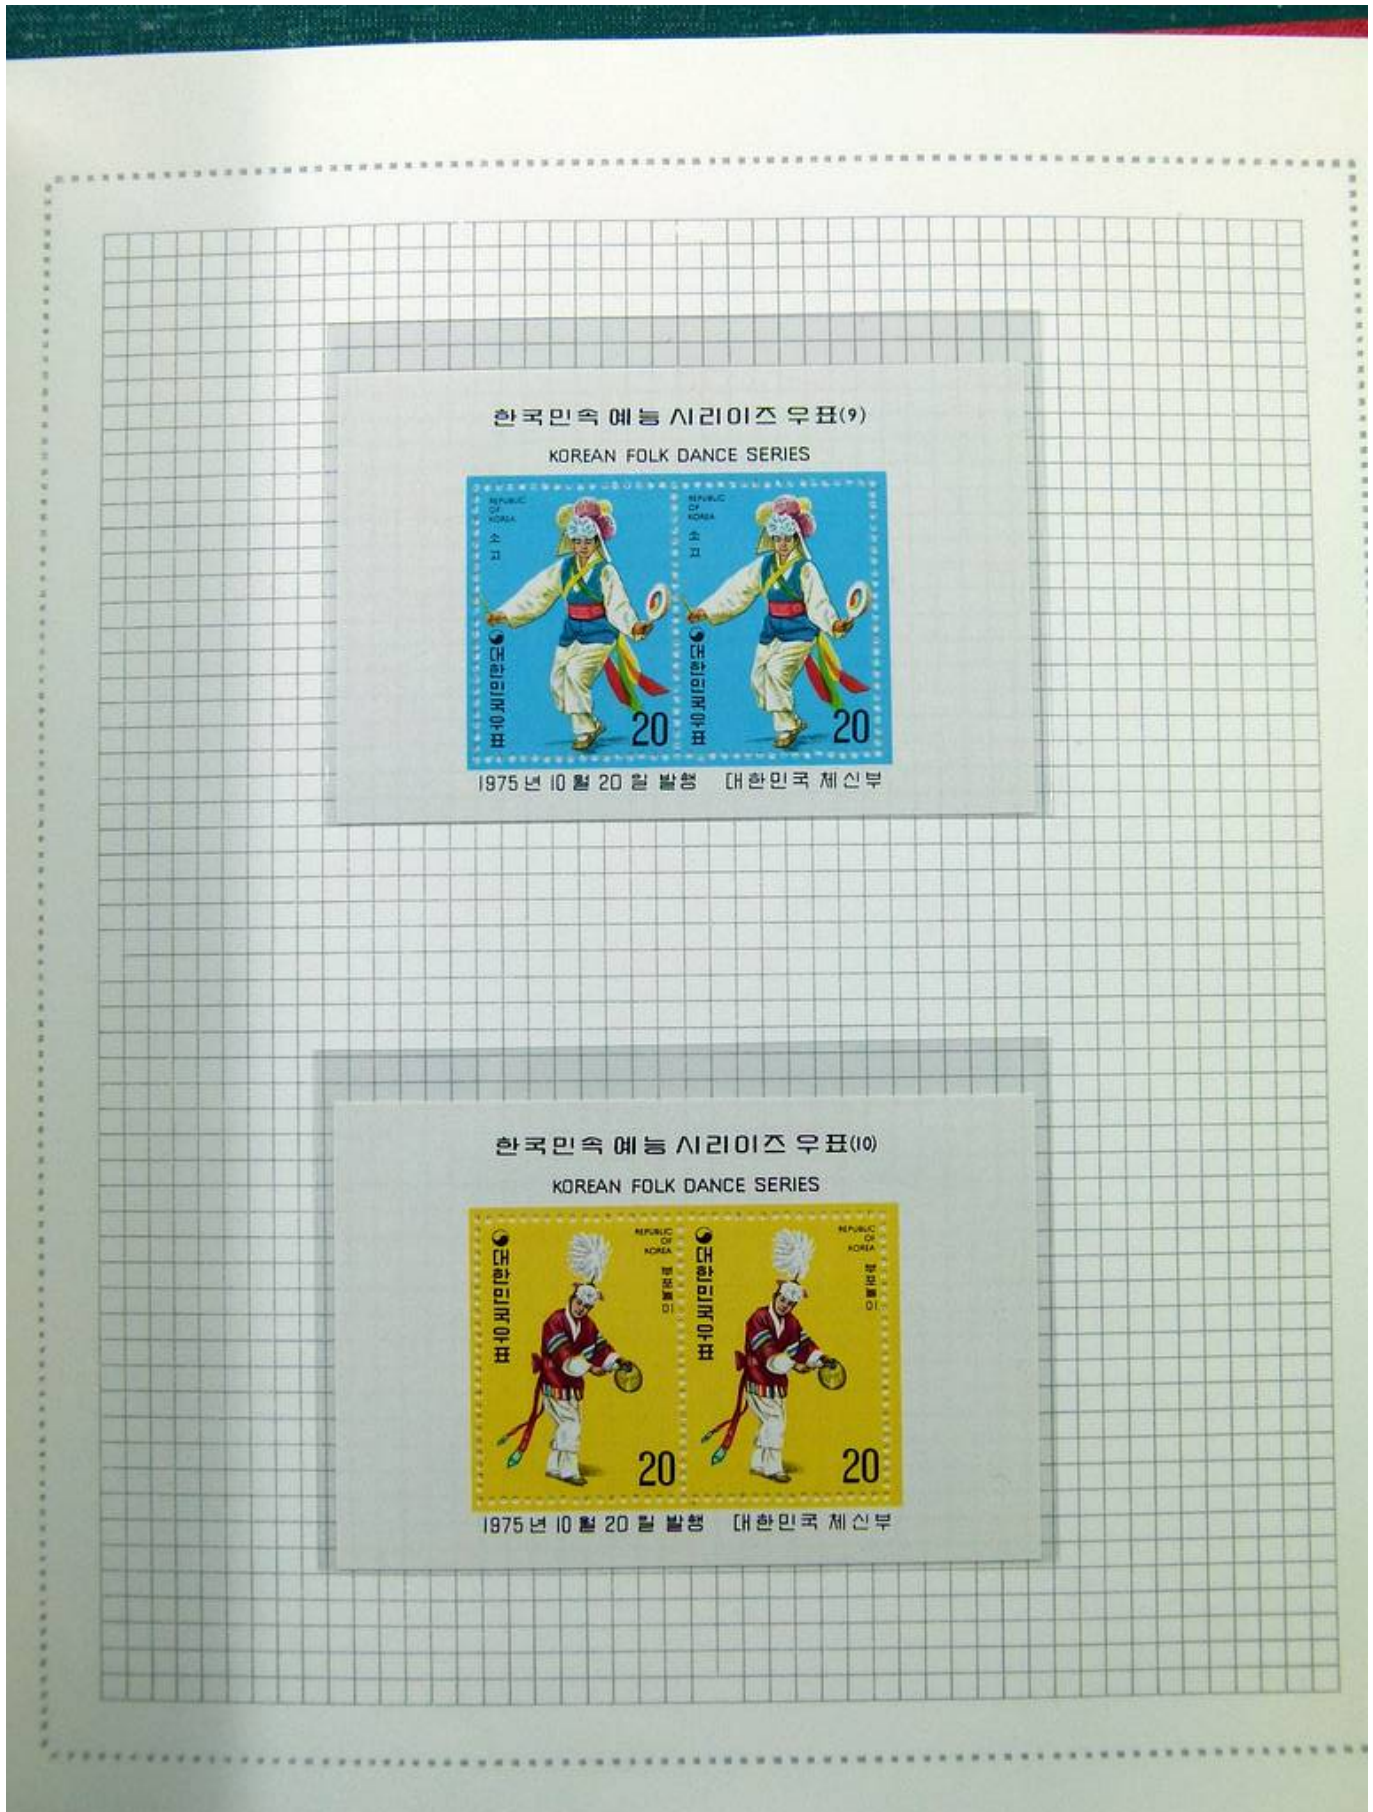 한국민속 예능 시리이즈 우표(9)
KOREAN FOLK DANCE SERIES
REPUBLIC
OF
KOREA
소
고
대한민국우표
20
REPUBLIC
OF
KOREA
소
고
대한민국우표
20
1975년 10월 20일 발행 대한민국 체신부
한국민속 예능 시리이즈 우표(10)
KOREAN FOLK DANCE SERIES
대한민국우표
REPUBLIC
OF
KOREA
부포놀이
20
대한민국우표
REPUBLIC
OF
KOREA
부포놀이
20
1975년 10월 20일 발행 대한민국 체신부